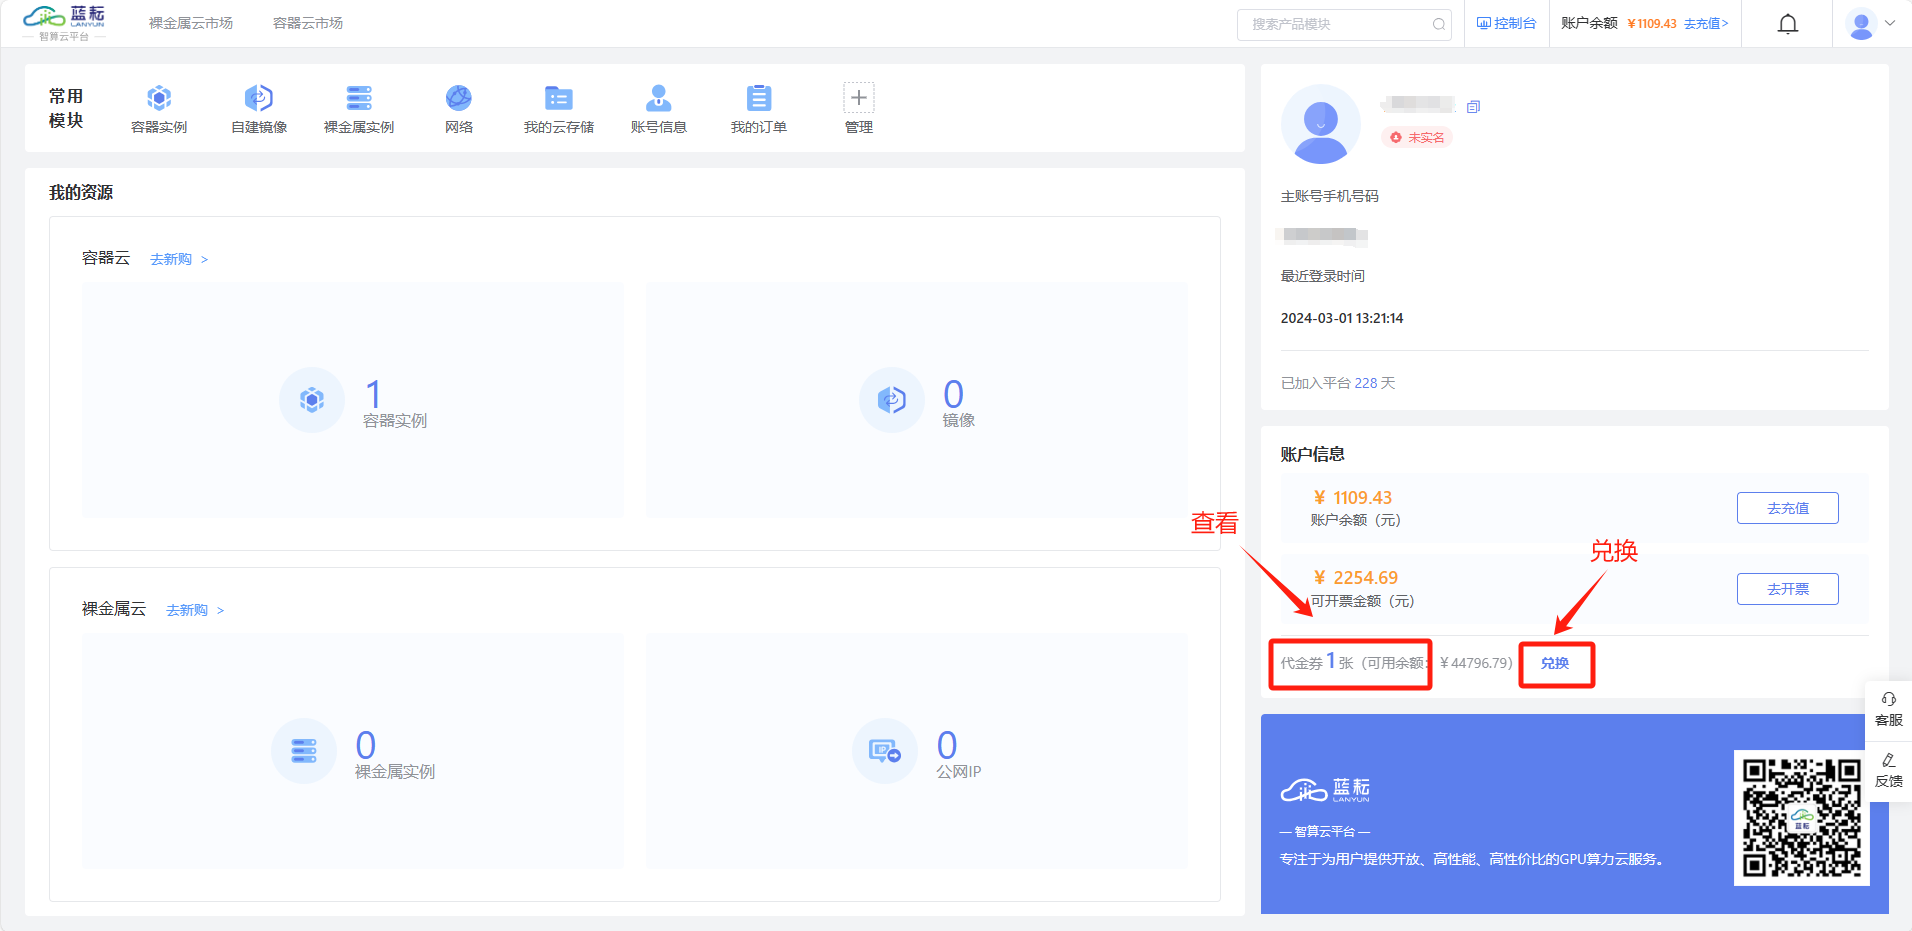 蓝耘
LANYUN
— 智算云平台 —
裸金属云市场
容器云市场
搜索产品模块
控制台
账户余额 ¥1109.43 去充值>
常用
模块
容器实例
自建镜像
裸金属实例
网络
我的云存储
账号信息
我的订单
管理
我的资源
容器云 去新购 >
1
容器实例
0
镜像
裸金属云 去新购 >
0
裸金属实例
0
公网IP
未实名
主账号手机号码
最近登录时间
2024-03-01 13:21:14
已加入平台 228 天
账户信息
¥ 1109.43
账户余额（元）
去充值
查看
兑换
¥ 2254.69
可开票金额（元）
去开票
代金券 1 张（可用余额：¥44796.79）
兑换
客服
反馈
蓝耘
LANYUN
— 智算云平台 —
专注于为用户提供开放、高性能、高性价比的GPU算力云服务。
蓝耘